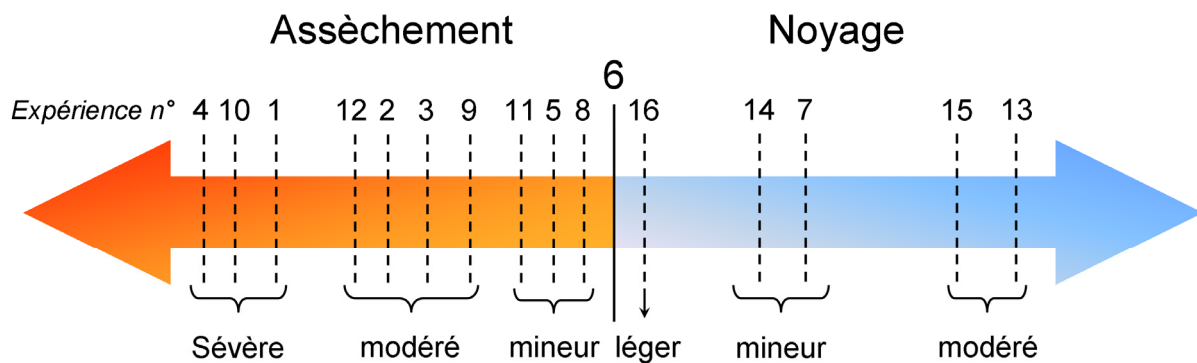 Assèchement Noyage
6
Expérience n° 4 10 1 12 2 3 9 11 5 8 16 14 7 15 13
Sévère modéré mineur léger mineur modéré